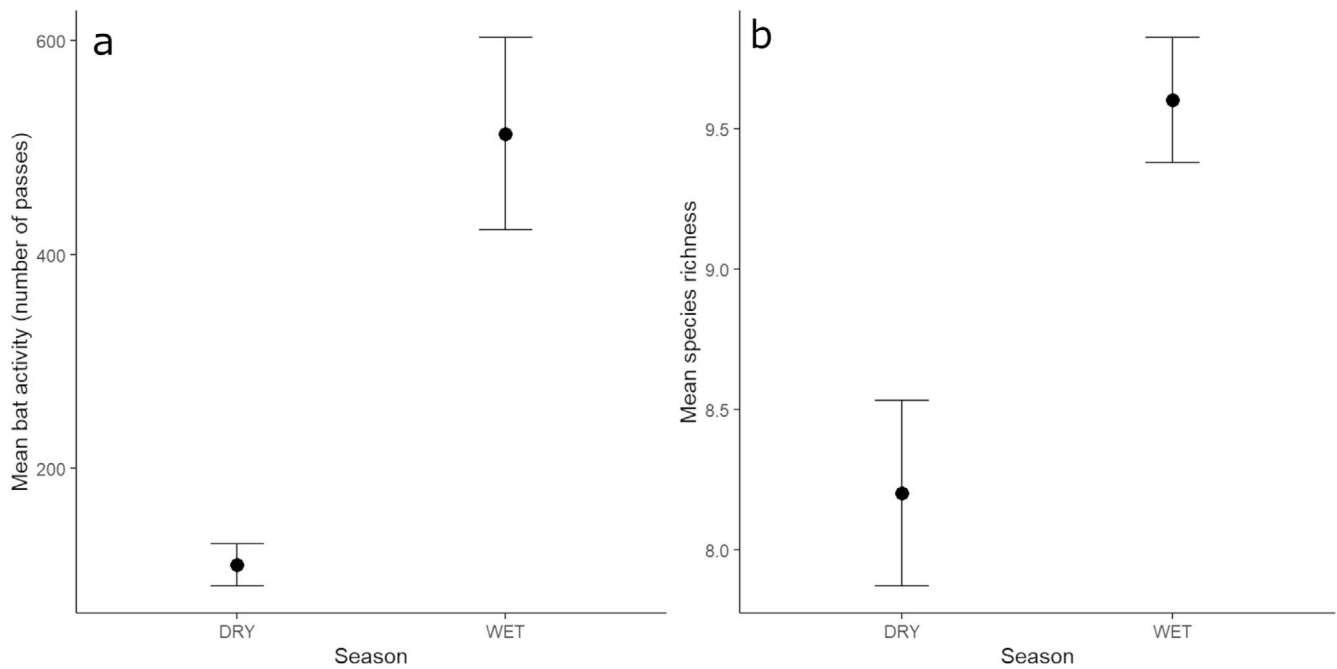 a
Mean bat activity (number of passes)
600
400
200
DRY
WET
Season
b
Mean species richness
9.5
9.0
8.5
8.0
DRY
WET
Season